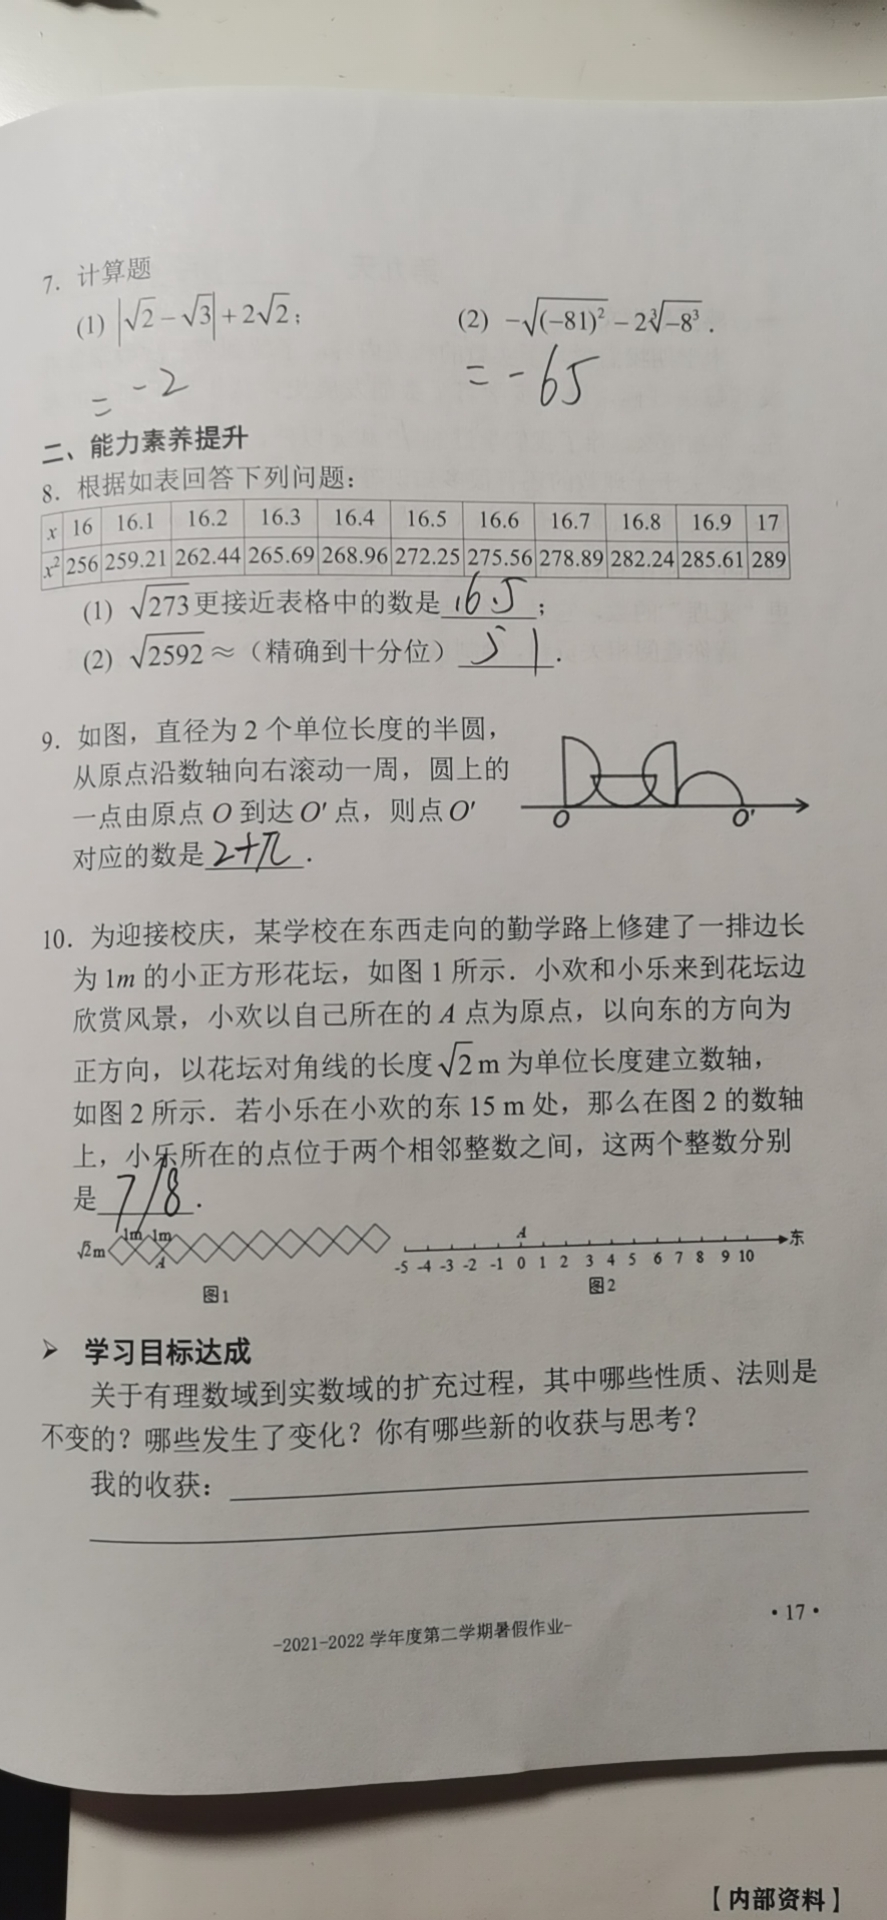 7. 计算题
(1) |√2-√3|+2√2; (2) -√(-81)²-2∛-8³.
= -2 = -65
二、能力素养提升
8. 根据如表回答下列问题:
x 16 16.1 16.2 16.3 16.4 16.5 16.6 16.7 16.8 16.9 17
x² 256 259.21 262.44 265.69 268.96 272.25 275.56 278.89 282.24 285.61 289
(1) √273更接近表格中的数是 16.5;
(2) √2592≈(精确到十分位) 51.
9. 如图,直径为2个单位长度的半圆,
从原点沿数轴向右滚动一周,圆上的
一点由原点O到达O′点,则点O′
对应的数是 2+π.
O O'
10. 为迎接校庆,某学校在东西走向的勤学路上修建了一排边长
为1m的小正方形花坛,如图1所示.小欢和小乐来到花坛边
欣赏风景,小欢以自己所在的A点为原点,以向东的方向为
正方向,以花坛对角线的长度√2m为单位长度建立数轴,
如图2所示.若小乐在小欢的东15m处,那么在图2的数轴
上,小乐所在的点位于两个相邻整数之间,这两个整数分别
是 7/8.
1m 1m
√2m
A
图1
A
东
-5 -4 -3 -2 -1 0 1 2 3 4 5 6 7 8 9 10
图2
➤ 学习目标达成
关于有理数域到实数域的扩充过程,其中哪些性质、法则是
不变的?哪些发生了变化?你有哪些新的收获与思考?
我的收获:
·17·
-2021-2022学年度第二学期暑假作业-
【内部资料】